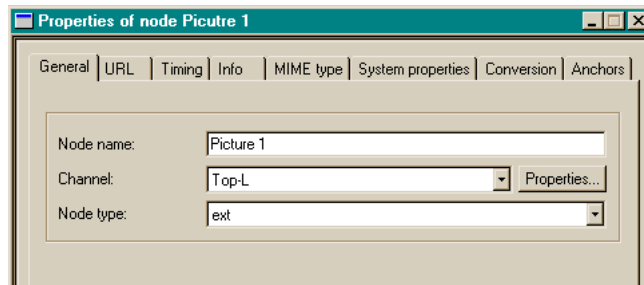 Properties of node Picutre 1
General URL Timing Info MIME type System properties Conversion Anchors
Node name: Picture 1
Channel: Top-L Properties...
Node type: ext